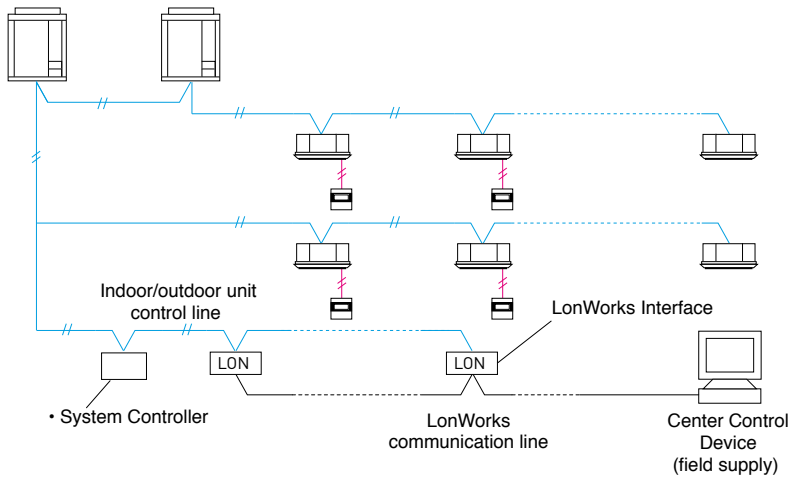 Indoor/outdoor unit
control line
LonWorks Interface
LON
LON
• System Controller
LonWorks
communication line
Center Control
Device
(field supply)